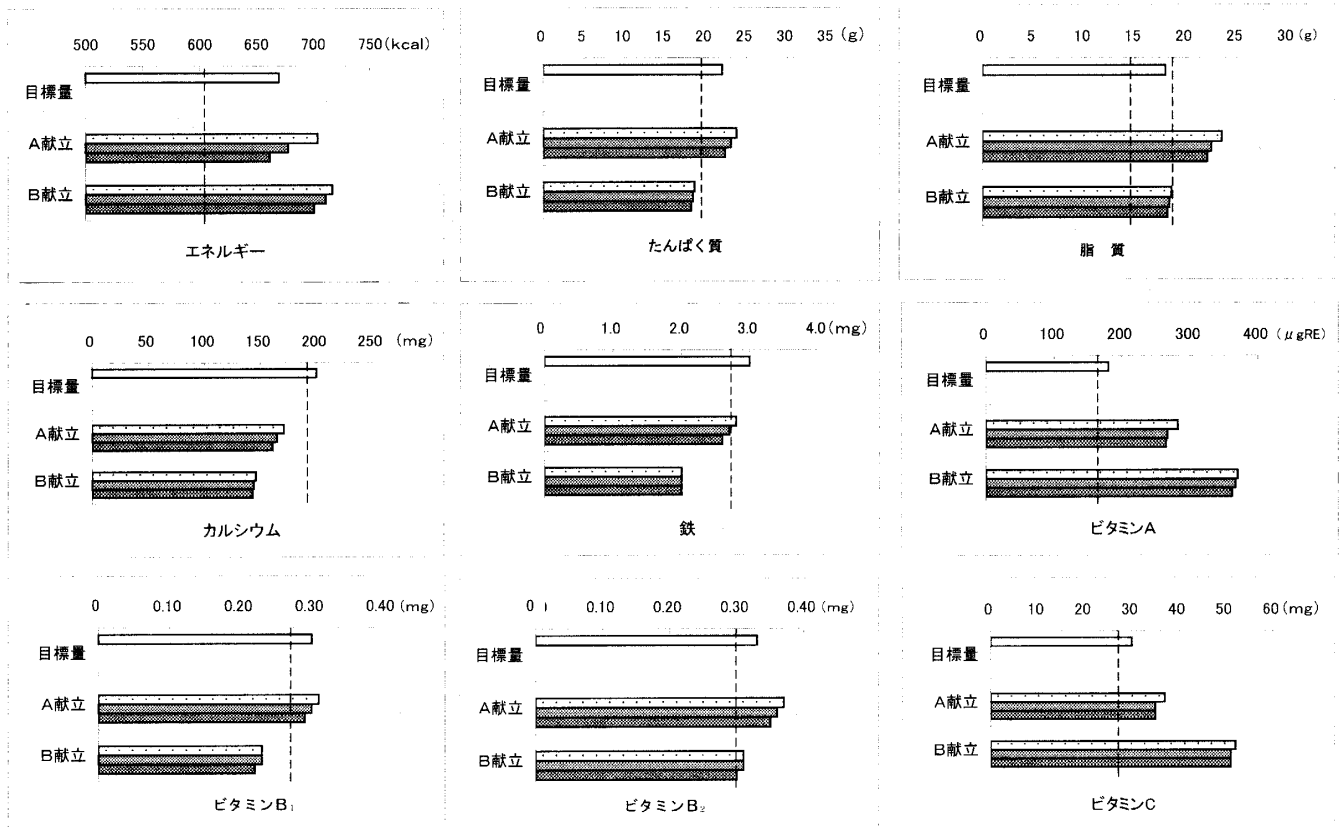 500 550 600 650 700 750(kcal)
目標量
A献立
B献立
エネルギー
0 5 10 15 20 25 30 35 (g)
目標量
A献立
B献立
たんぱく質
0 5 10 15 20 25 30 (g)
目標量
A献立
B献立
脂 質
0 50 100 150 200 250 (mg)
目標量
A献立
B献立
カルシウム
0 1.0 2.0 3.0 4.0(mg)
目標量
A献立
B献立
鉄
0 100 200 300 400 (μgRE)
目標量
A献立
B献立
ビタミンA
0 0.10 0.20 0.30 0.40 (mg)
目標量
A献立
B献立
ビタミンB₁
0 0.10 0.20 0.30 0.40 (mg)
目標量
A献立
B献立
ビタミンB₂
0 10 20 30 40 50 60 (mg)
目標量
A献立
B献立
ビタミンC